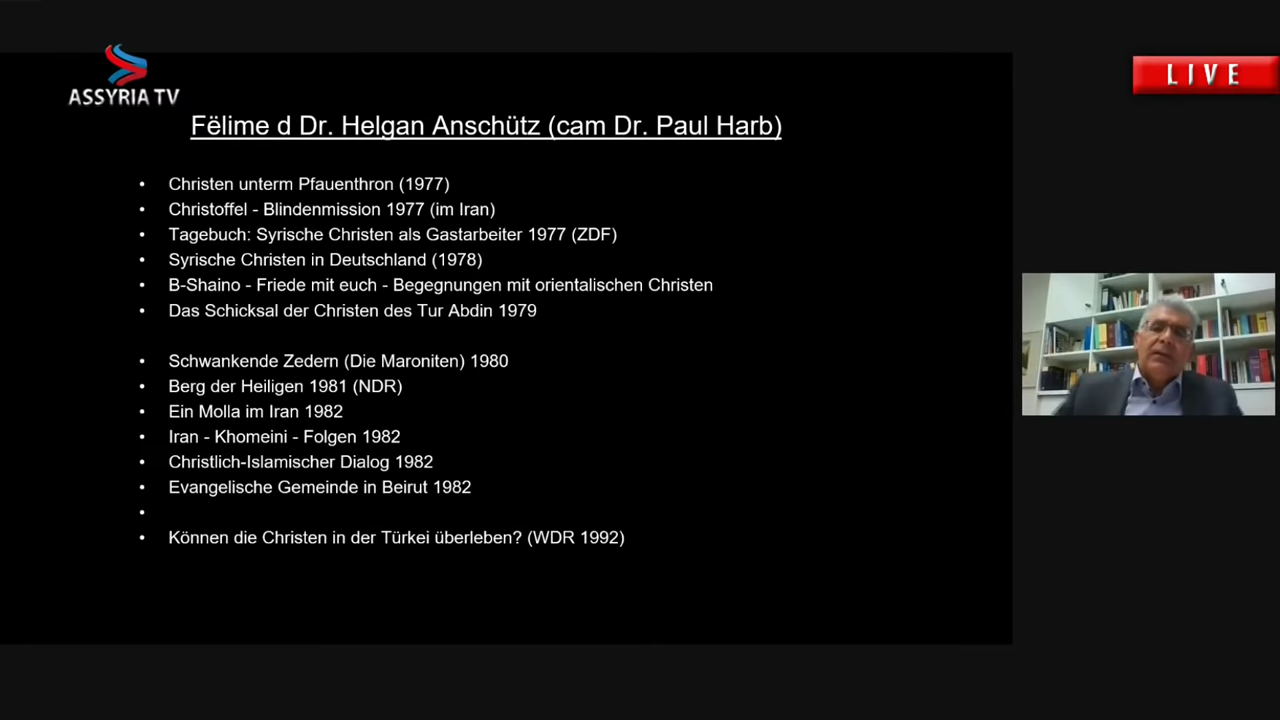 ASSYRIA TV
LIVE
Fëlime d Dr. Helgan Anschütz (cam Dr. Paul Harb)
• Christen unterm Pfauenthron (1977)
• Christoffel - Blindenmission 1977 (im Iran)
• Tagebuch: Syrische Christen als Gastarbeiter 1977 (ZDF)
• Syrische Christen in Deutschland (1978)
• B-Shaino - Friede mit euch - Begegnungen mit orientalischen Christen
• Das Schicksal der Christen des Tur Abdin 1979
• Schwankende Zedern (Die Maroniten) 1980
• Berg der Heiligen 1981 (NDR)
• Ein Molla im Iran 1982
• Iran - Khomeini - Folgen 1982
• Christlich-Islamischer Dialog 1982
• Evangelische Gemeinde in Beirut 1982
•
• Können die Christen in der Türkei überleben? (WDR 1992)